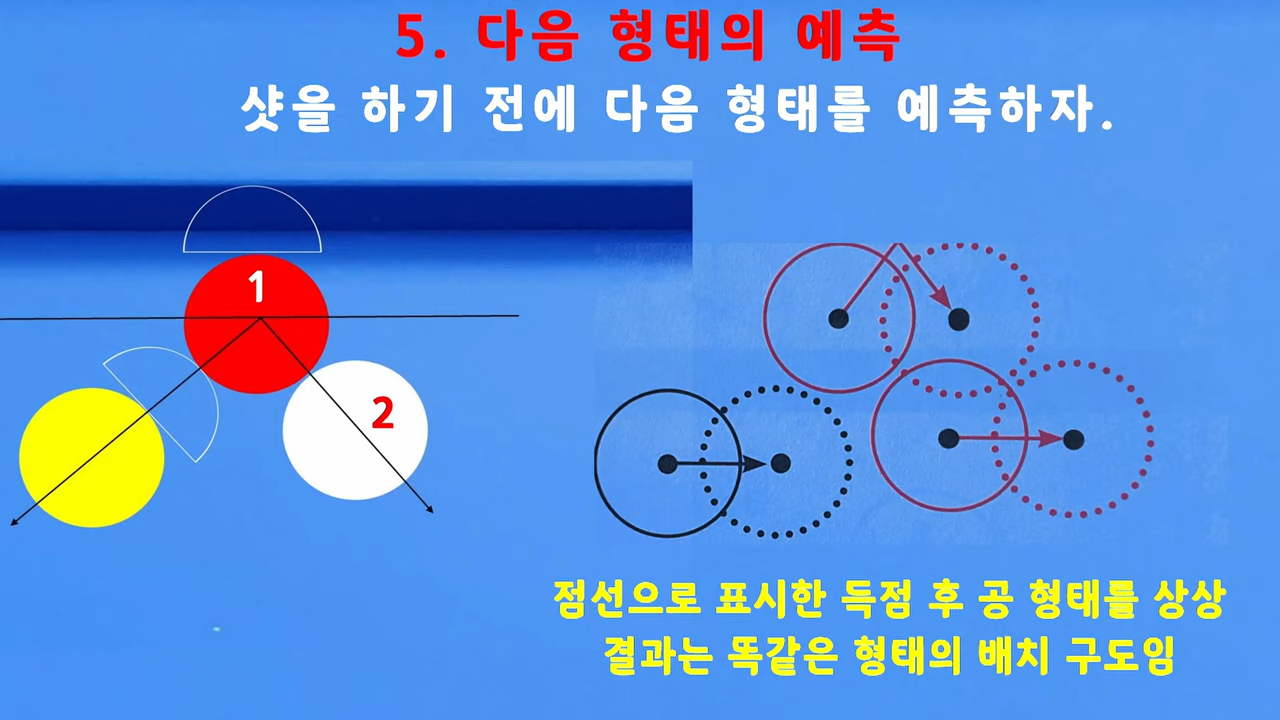 5. 다음 형태의 예측
샷을 하기 전에 다음 형태를 예측하자.
1
2
점선으로 표시한 득점 후 공 형태를 상상
결과는 똑같은 형태의 배치 구도임